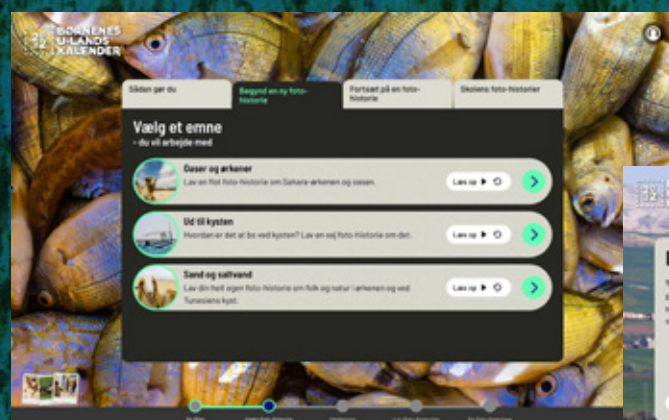 BØRNENES
U-LANDS
KALENDER
Sådan gør du
Begynd en ny foto-
historie
Fortsæt på en foto-
historie
Skolens foto-historier
Vælg et emne
- du vil arbejde med
Oaser og ørkener
Lav en flot foto-historie om Sahara-ørkenen og oasen.
Læs op
Ud til kysten
Hvordan er det at bo ved kysten? Lav en sej foto-historie om det.
Læs op
Sand og saltvand
Lav din helt egen foto-historie om folk og natur i ørkenen og ved
Tunesiens kyst.
Læs op